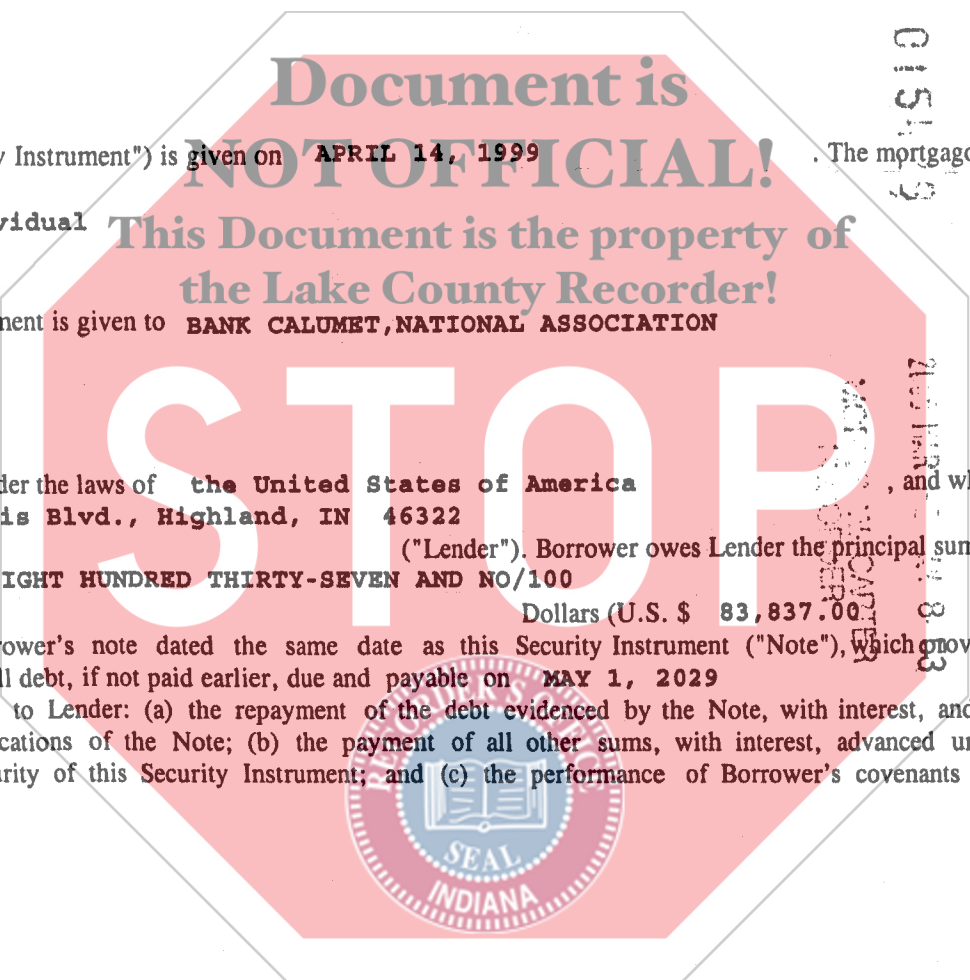 Document is
NOT OFFICIAL!
This Document is the property of
the Lake County Recorder!
STOP
y Instrument") is given on APRIL 14, 1999 . The mortgago
vidual
ment is given to BANK CALUMET,NATIONAL ASSOCIATION
der the laws of the United States of America , and wh
is Blvd., Highland, IN 46322
("Lender"). Borrower owes Lender the principal sum
IGHT HUNDRED THIRTY-SEVEN AND NO/100
Dollars (U.S. $ 83,837.00
rower's note dated the same date as this Security Instrument ("Note"), which prov
ll debt, if not paid earlier, due and payable on MAY 1, 2029
to Lender: (a) the repayment of the debt evidenced by the Note, with interest, and
cations of the Note; (b) the payment of all other sums, with interest, advanced un
urity of this Security Instrument; and (c) the performance of Borrower's covenants
SEAL
INDIANA